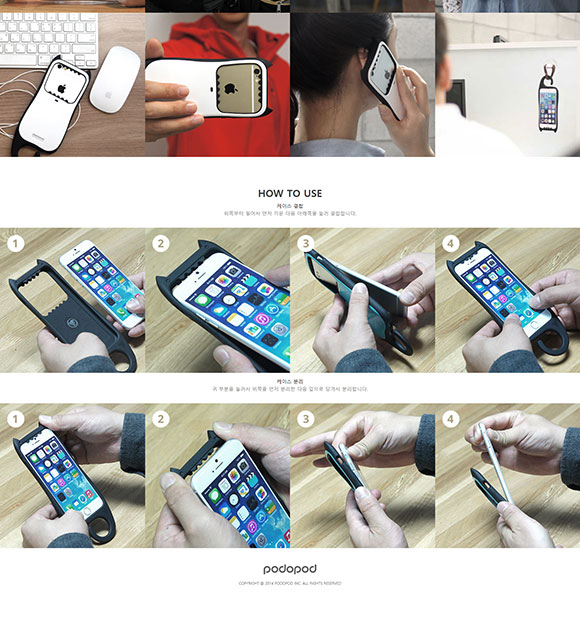 HOW TO USE
케이스 결합
위쪽부터 들어서 먼저 끼운 다음 아래쪽을 눌러 결합합니다.
1
2
3
4
케이스 분리
귀 부분을 눌러서 위쪽을 먼저 분리한 다음 앞으로 당겨서 분리합니다.
1
2
3
4
podopod
COPYRIGHT @ 2014 PODOPOD INC. ALL RIGHTS RESERVED